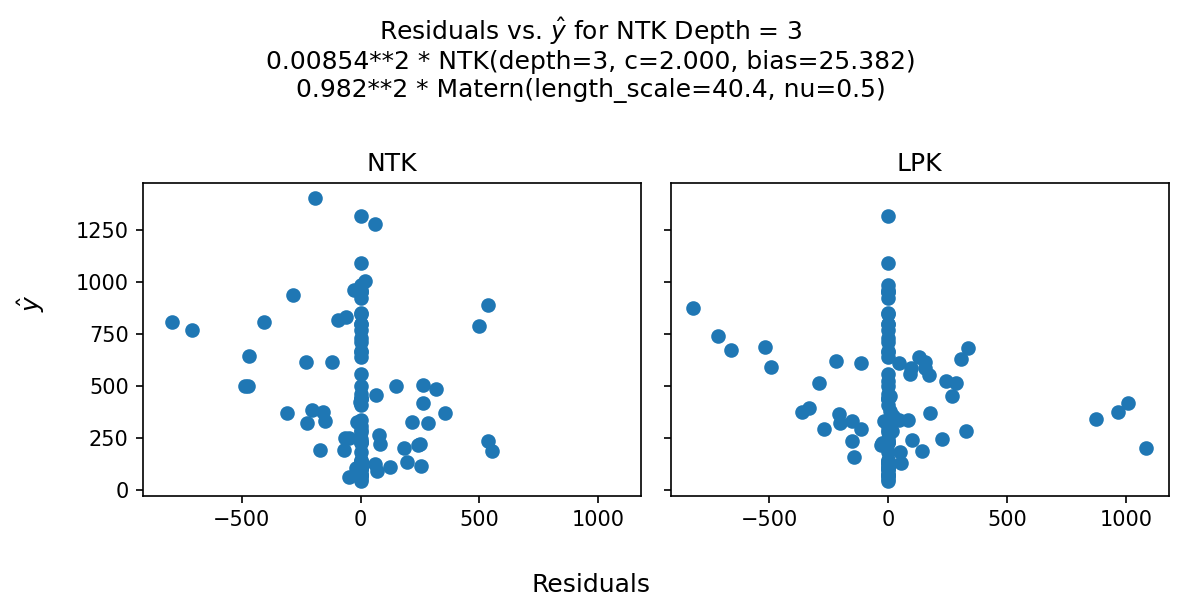 Residuals vs. ŷ for NTK Depth = 3
0.00854**2 * NTK(depth=3, c=2.000, bias=25.382)
0.982**2 * Matern(length_scale=40.4, nu=0.5)
NTK
LPK
1250
1000
750
500
250
0
ŷ
−500 0 500 1000
−500 0 500 1000
Residuals